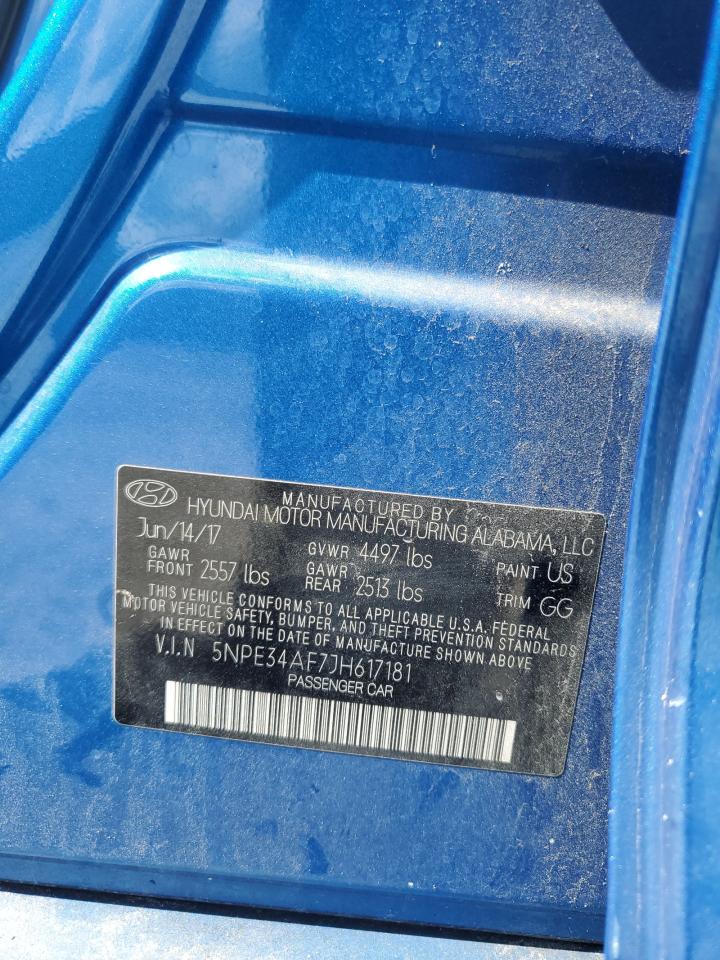 MANUFACTURED BY
HYUNDAI MOTOR MANUFACTURING ALABAMA, LLC
Jun/14/17 GVWR 4497 lbs PAINT US
GAWR FRONT 2557 lbs GAWR REAR 2513 lbs TRIM GG
THIS VEHICLE CONFORMS TO ALL APPLICABLE U.S.A. FEDERAL
MOTOR VEHICLE SAFETY, BUMPER, AND THEFT PREVENTION STANDARDS
IN EFFECT ON THE DATE OF MANUFACTURE SHOWN ABOVE
V.I.N 5NPE34AF7JH617181
PASSENGER CAR